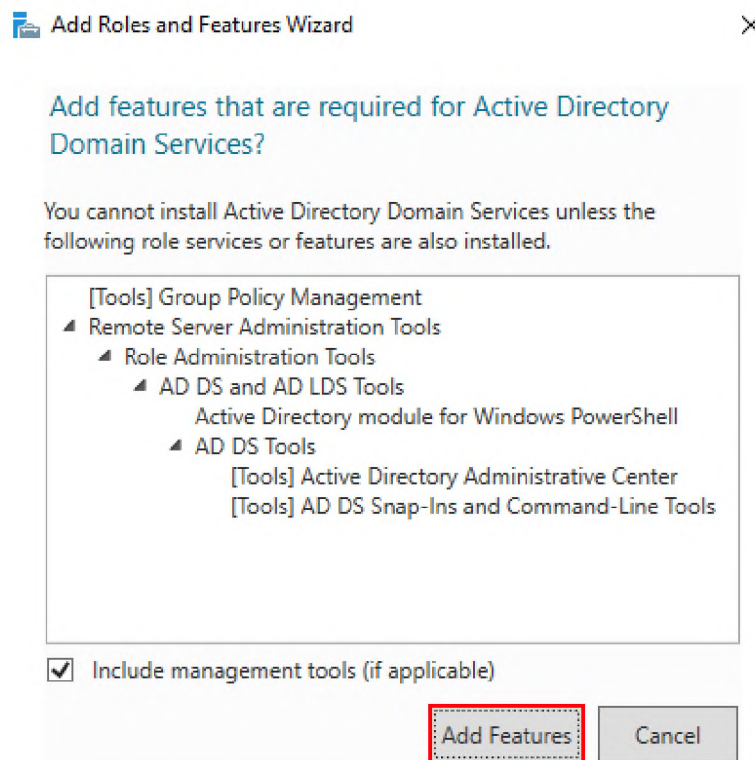 Add Roles and Features Wizard
Add features that are required for Active Directory
Domain Services?
You cannot install Active Directory Domain Services unless the
following role services or features are also installed.
[Tools] Group Policy Management
Remote Server Administration Tools
Role Administration Tools
AD DS and AD LDS Tools
Active Directory module for Windows PowerShell
AD DS Tools
[Tools] Active Directory Administrative Center
[Tools] AD DS Snap-Ins and Command-Line Tools
Include management tools (if applicable)
Add Features Cancel